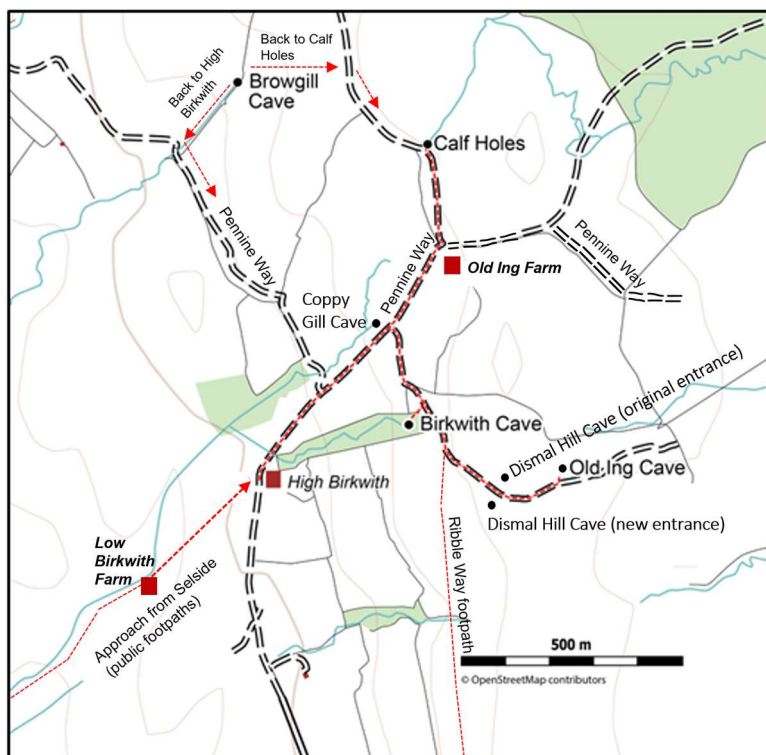 Back to Calf
Holes
Back to High
Birkwith
Browgill
Cave
Calf Holes
Pennine Way
Pennine Way
Pennine Way
Old Ing Farm
Coppy
Gill Cave
Birkwith Cave
Dismal Hill Cave (original entrance)
Old Ing Cave
High Birkwith
Dismal Hill Cave (new entrance)
Low
Birkwith
Farm
Approach from Selside
(public footpaths)
Ribble Way footpath
500 m
© OpenStreetMap contributors